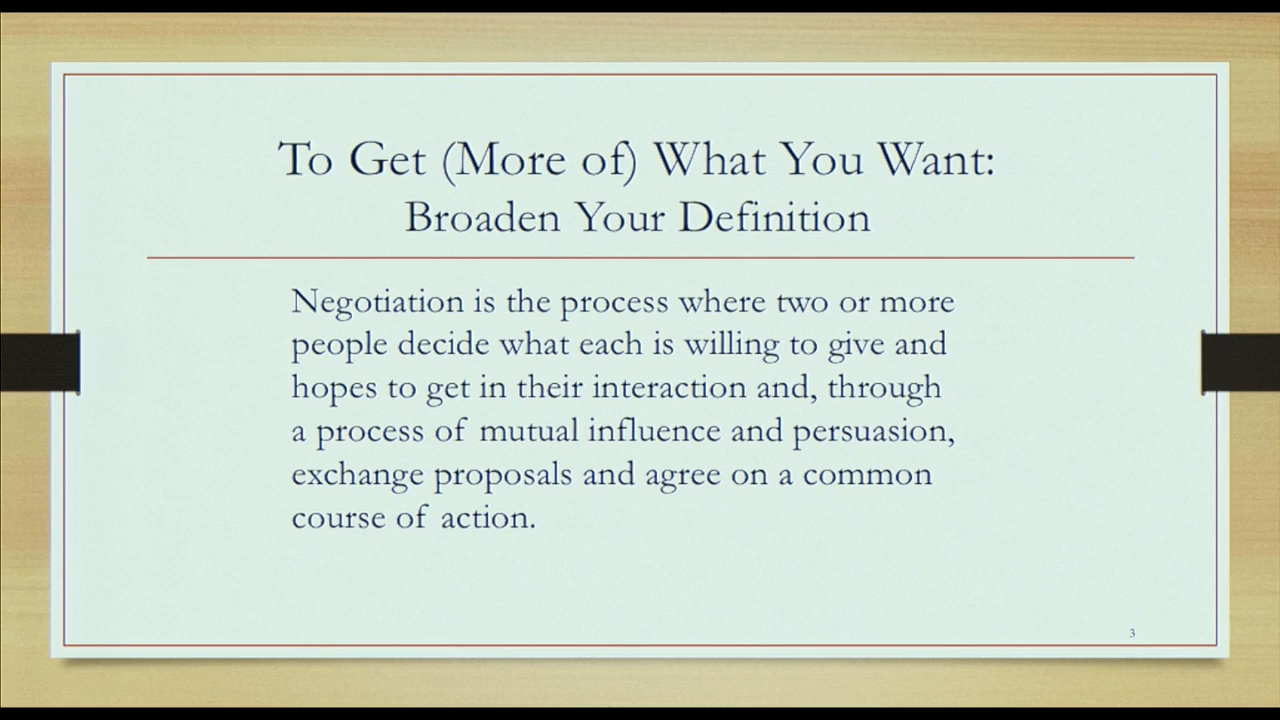 To Get (More of) What You Want:
Broaden Your Definition
Negotiation is the process where two or more
people decide what each is willing to give and
hopes to get in their interaction and, through
a process of mutual influence and persuasion,
exchange proposals and agree on a common
course of action.
3